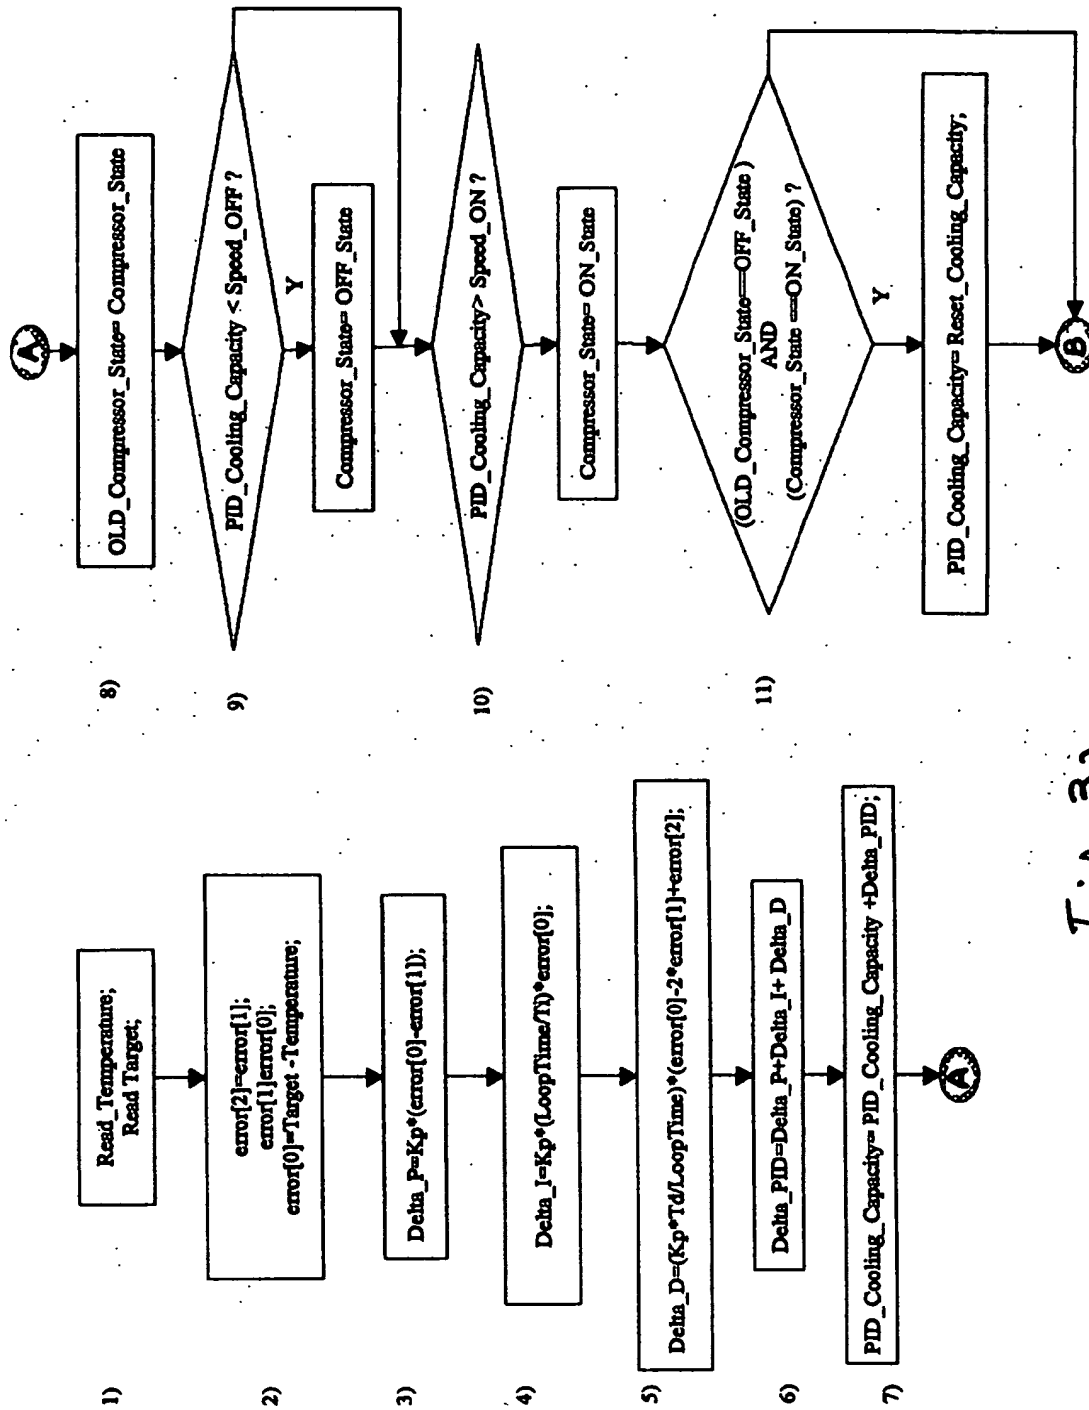 1)
Read_Temperature;
Read Target;
2)
error[2]=error[1];
error[1]error[0];
error[0]=Target -Temperature;
3)
Delta_P=Kp*(error[0]-error[1]);
4)
Delta_I=Kp*(LoopTime/Ti)*error[0];
5)
Delta_D=(Kp*Td/LoopTime)*(error[0]-2*error[1]+error[2];
6)
Delta_PID=Delta_P+Delta_I+ Delta_D
7)
PID_Cooling_Capacity= PID_Cooling_Capacity +Delta_PID;
A
A
8)
OLD_Compressor_State= Compressor_State
9)
PID_Cooling_Capacity < Speed_OFF ?
Y
Compressor_State= OFF_State
10)
PID_Cooling_Capacity> Speed_ON ?
Compressor_State= ON_State
11)
(OLD_Compressor_State==OFF_State )
AND
((Compressor_State ==ON_State) ?
Y
PID_Cooling_Capacity= Reset_Cooling_Capacity;
B